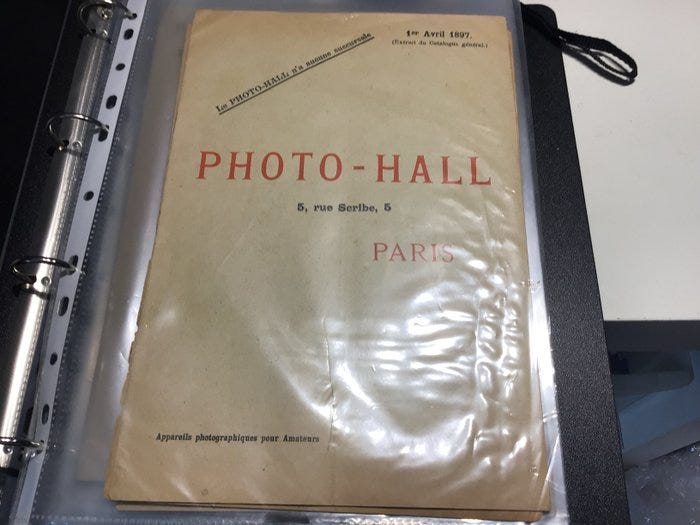 1er Avril 1897.
(Extrait du Catalogue général.)
Le PHOTO-HALL n'a aucune succursale
PHOTO-HALL
5, rue Scribe, 5
PARIS
Appareils photographiques pour Amateurs